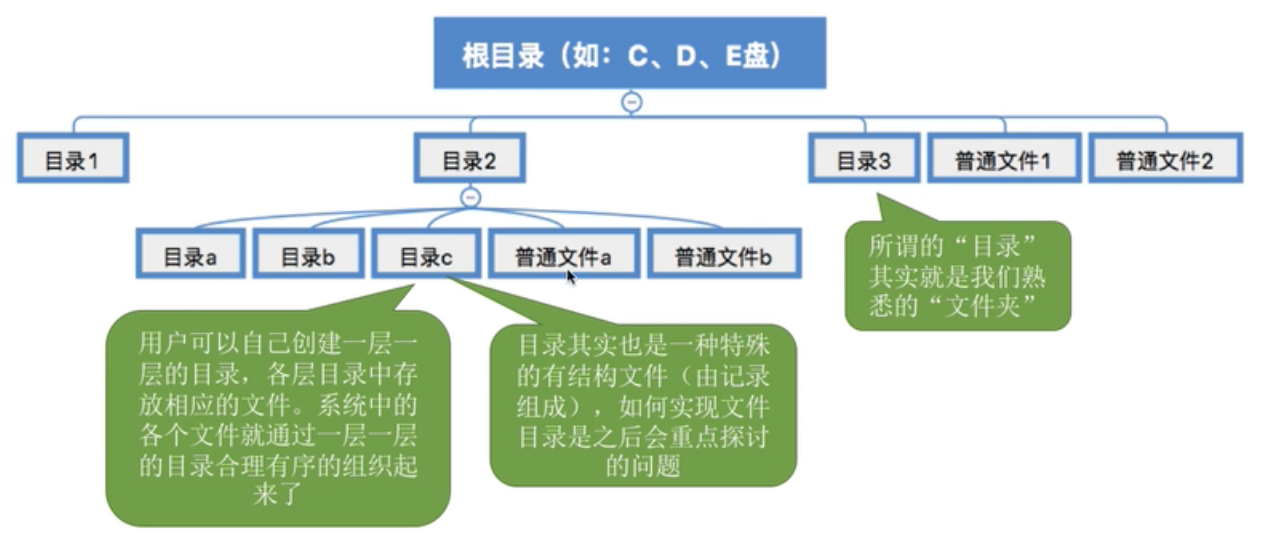 根目录（如：C、D、E盘）
目录1
目录2
目录3
普通文件1
普通文件2
目录a
目录b
目录c
普通文件a
普通文件b
所谓的“目录”
其实就是我们熟
悉的“文件夹”
用户可以自己创建一层一
层的目录，各层目录中存
放相应的文件。系统中的
各个文件就通过一层一层
的目录合理有序的组织起
来了
目录其实也是一种特殊
的有结构文件（由记录
组成），如何实现文件
目录是之后会重点探讨
的问题